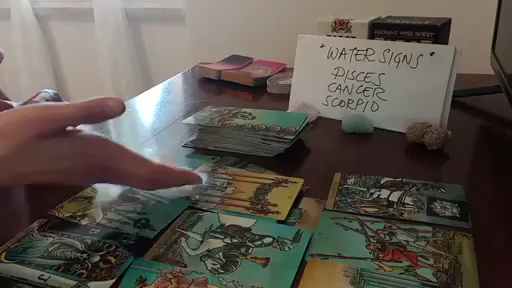 RADIANT WISE SPIRIT
"WATER SIGNS"
PISCES
CANCER
SCORPIO